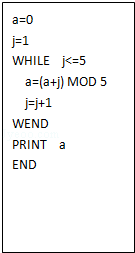 a=0
j=1
WHILE j<=5
a=(a+j) MOD 5
j=j+1
WEND
PRINT a
END